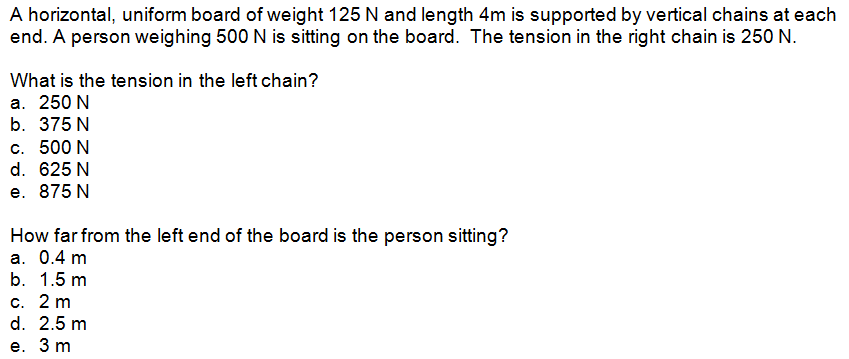 A horizontal, uniform board of weight 125 N and length 4m is supported by vertical chains at each
end. A person weighing 500 N is sitting on the board. The tension in the right chain is 250 N.
What is the tension in the left chain?
a. 250 N
b. 375 N
c. 500 N
d. 625 N
e. 875 N
How far from the left end of the board is the person sitting?
a. 0.4 m
b. 1.5 m
c. 2 m
d. 2.5 m
e. 3 m